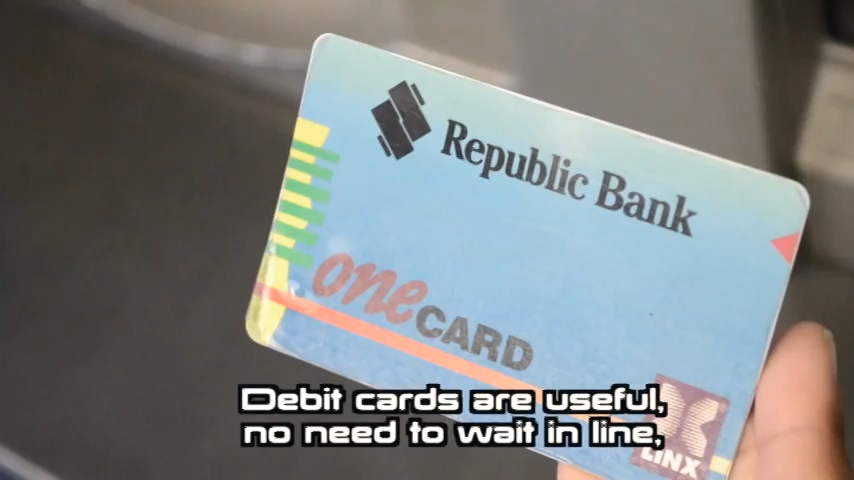 Republic Bank
one CARD
Debit cards are useful,
no need to wait in line,
LINX